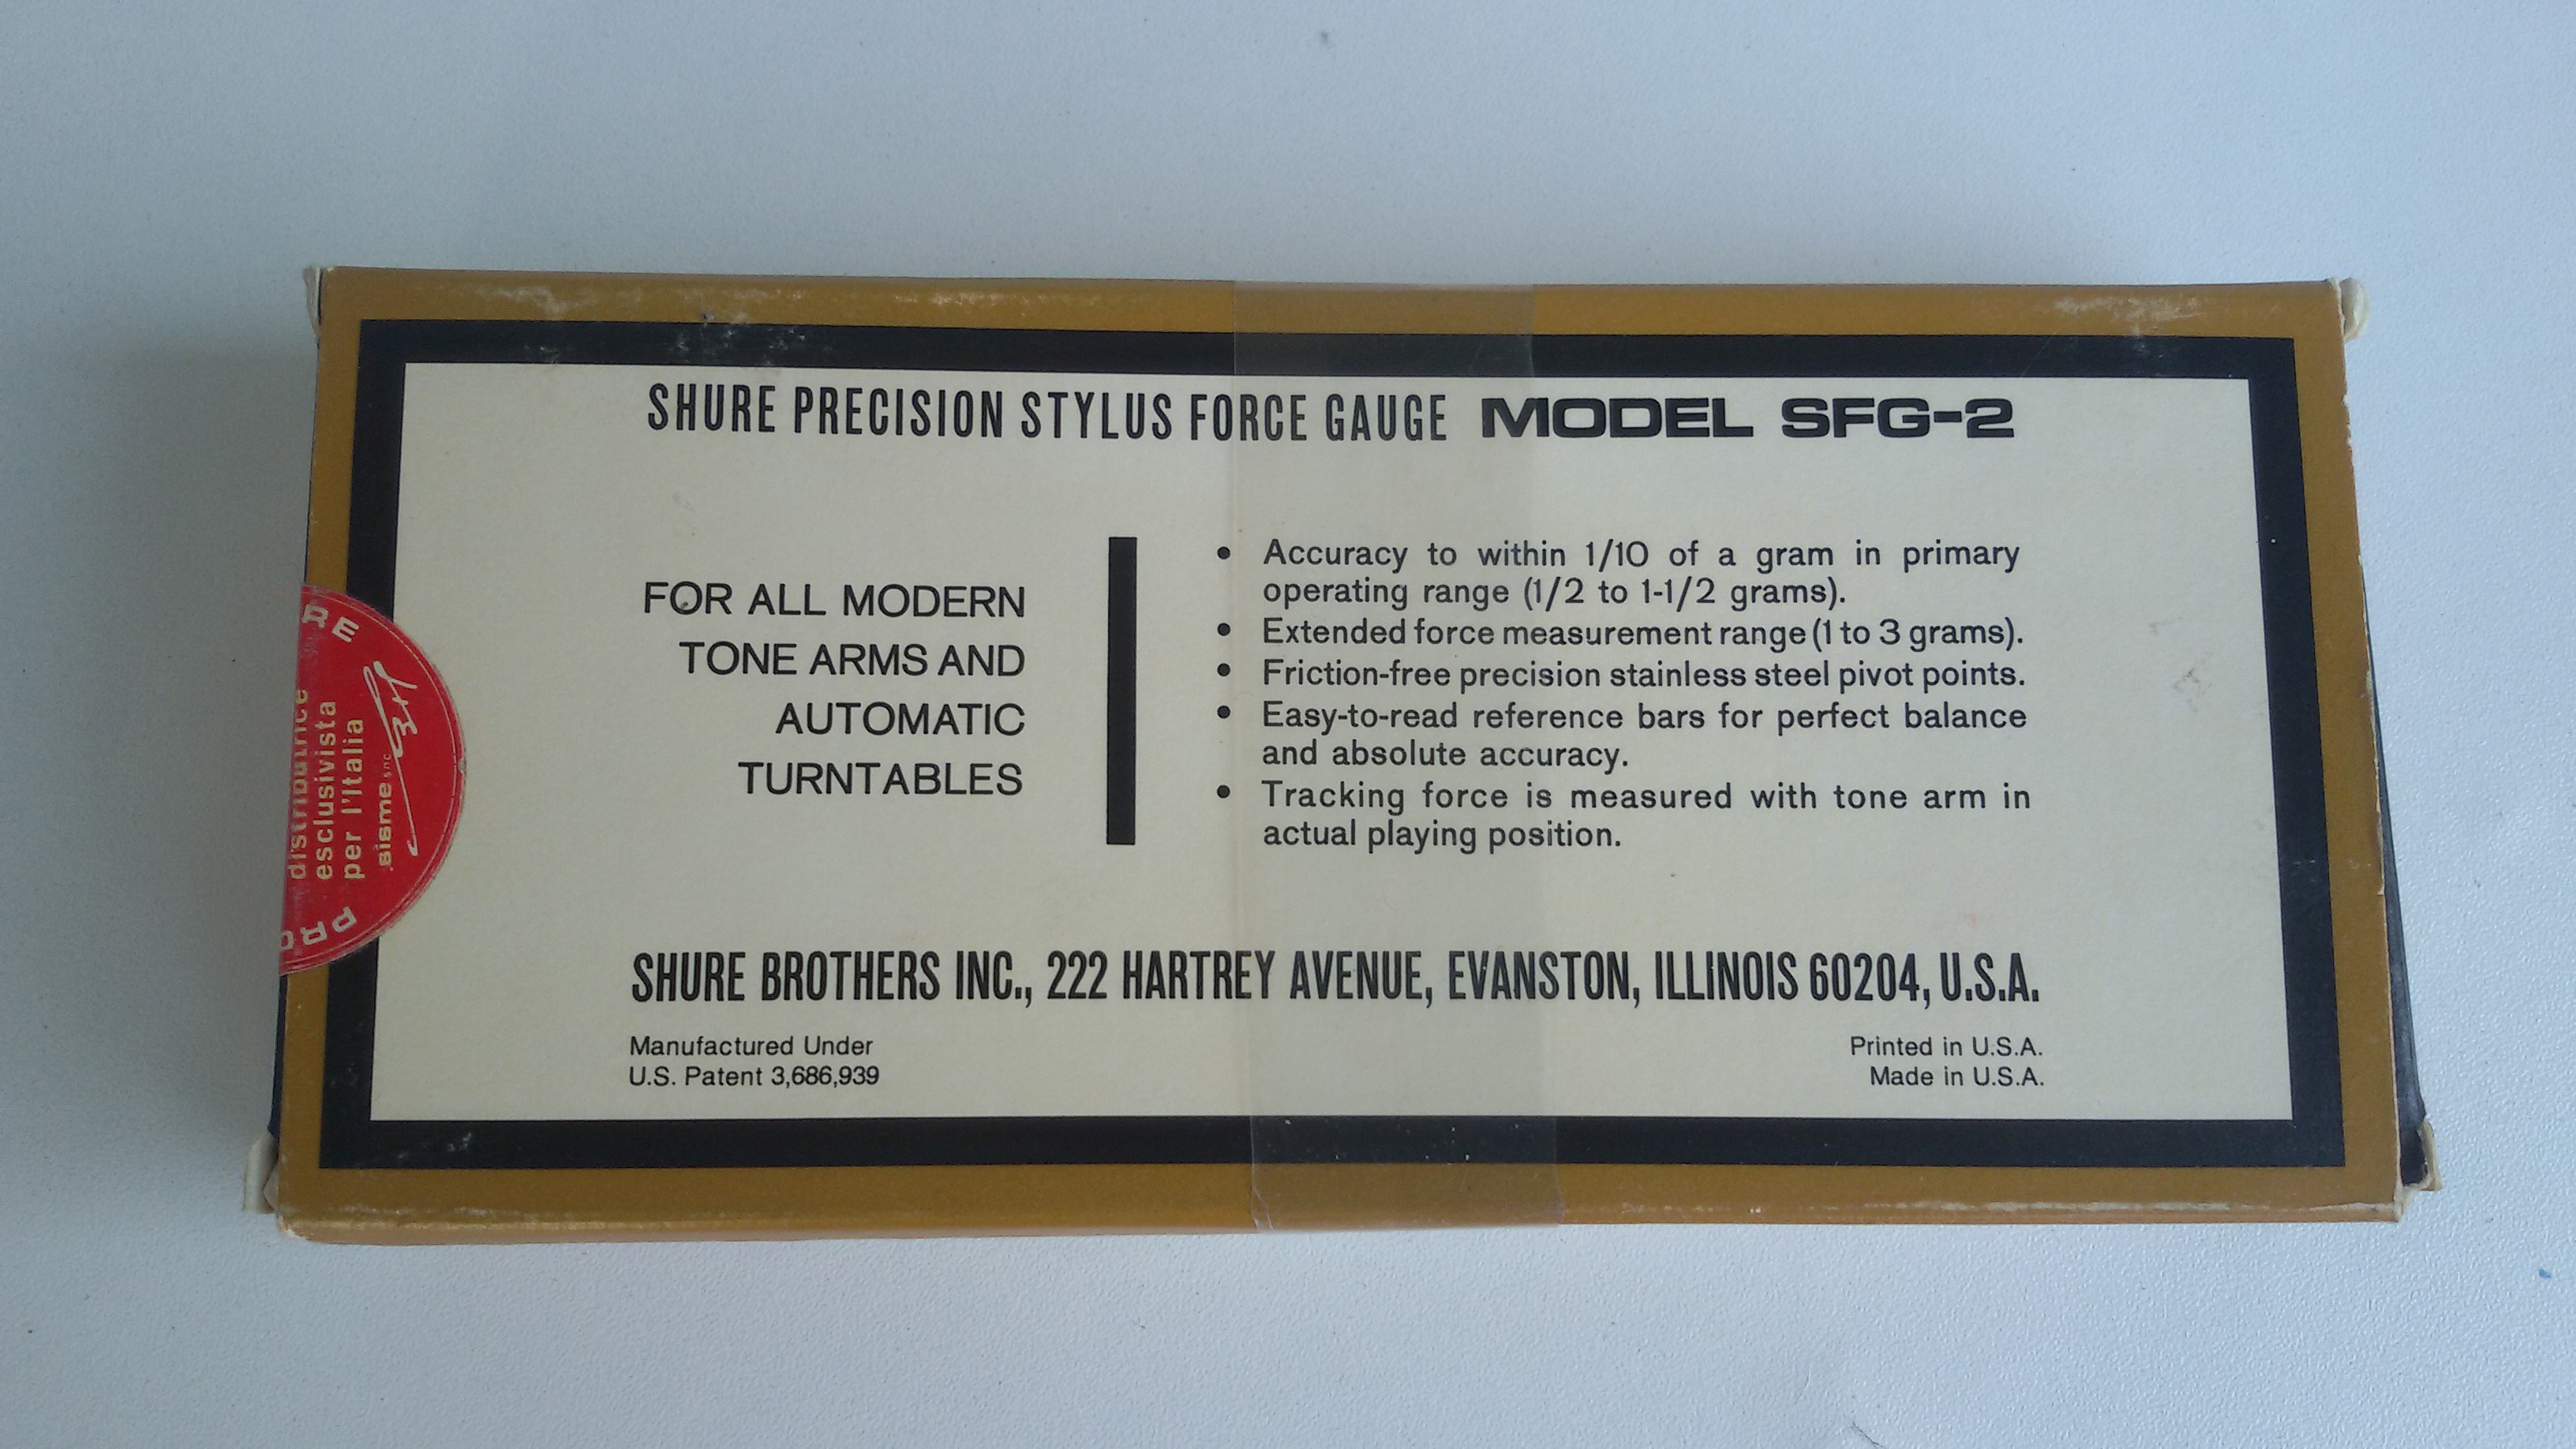 SHURE PRECISION STYLUS FORCE GAUGE MODEL SFG-2
FOR ALL MODERN
TONE ARMS AND
AUTOMATIC
TURNTABLES
• Accuracy to within 1/10 of a gram in primary
operating range (1/2 to 1-1/2 grams).
• Extended force measurement range (1 to 3 grams).
• Friction-free precision stainless steel pivot points.
• Easy-to-read reference bars for perfect balance
and absolute accuracy.
• Tracking force is measured with tone arm in
actual playing position.
SHURE BROTHERS INC., 222 HARTREY AVENUE, EVANSTON, ILLINOIS 60204, U.S.A.
Manufactured Under
U.S. Patent 3,686,939
Printed in U.S.A.
Made in U.S.A.
RE
distributrice
esclusivista
per l'Italia
sisme snc
PRO